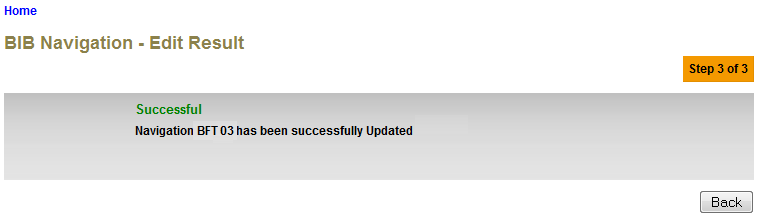 Home
BIB Navigation - Edit Result
Step 3 of 3
Successful
Navigation BFT 03 has been successfully Updated
Back